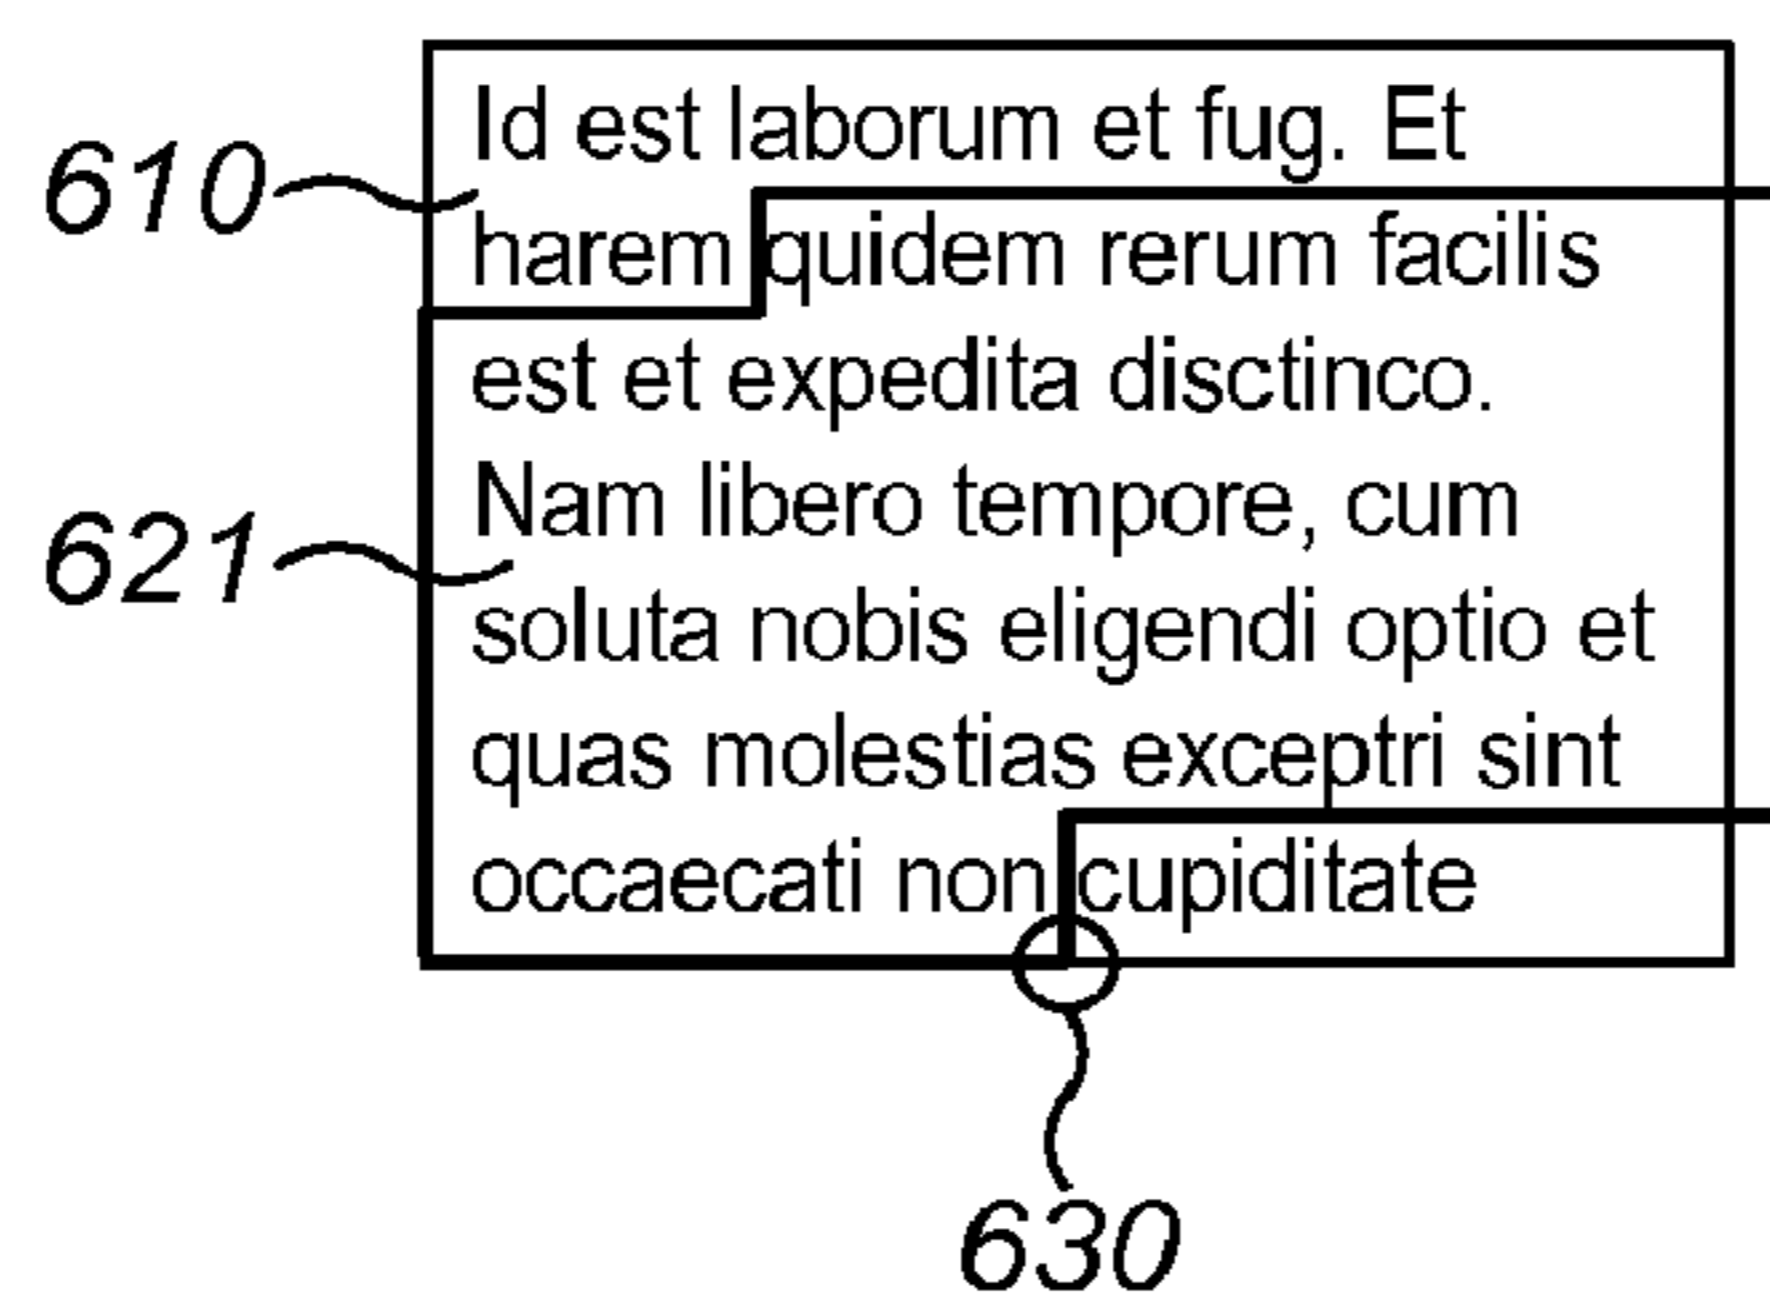 Id est laborum et fug. Et
610
harem quidem rerum facilis
est et expedita disctinco.
Nam libero tempore, cum
621
soluta nobis eligendi optio et
quas molestias exceptri sint
occaecati non cupiditate
630